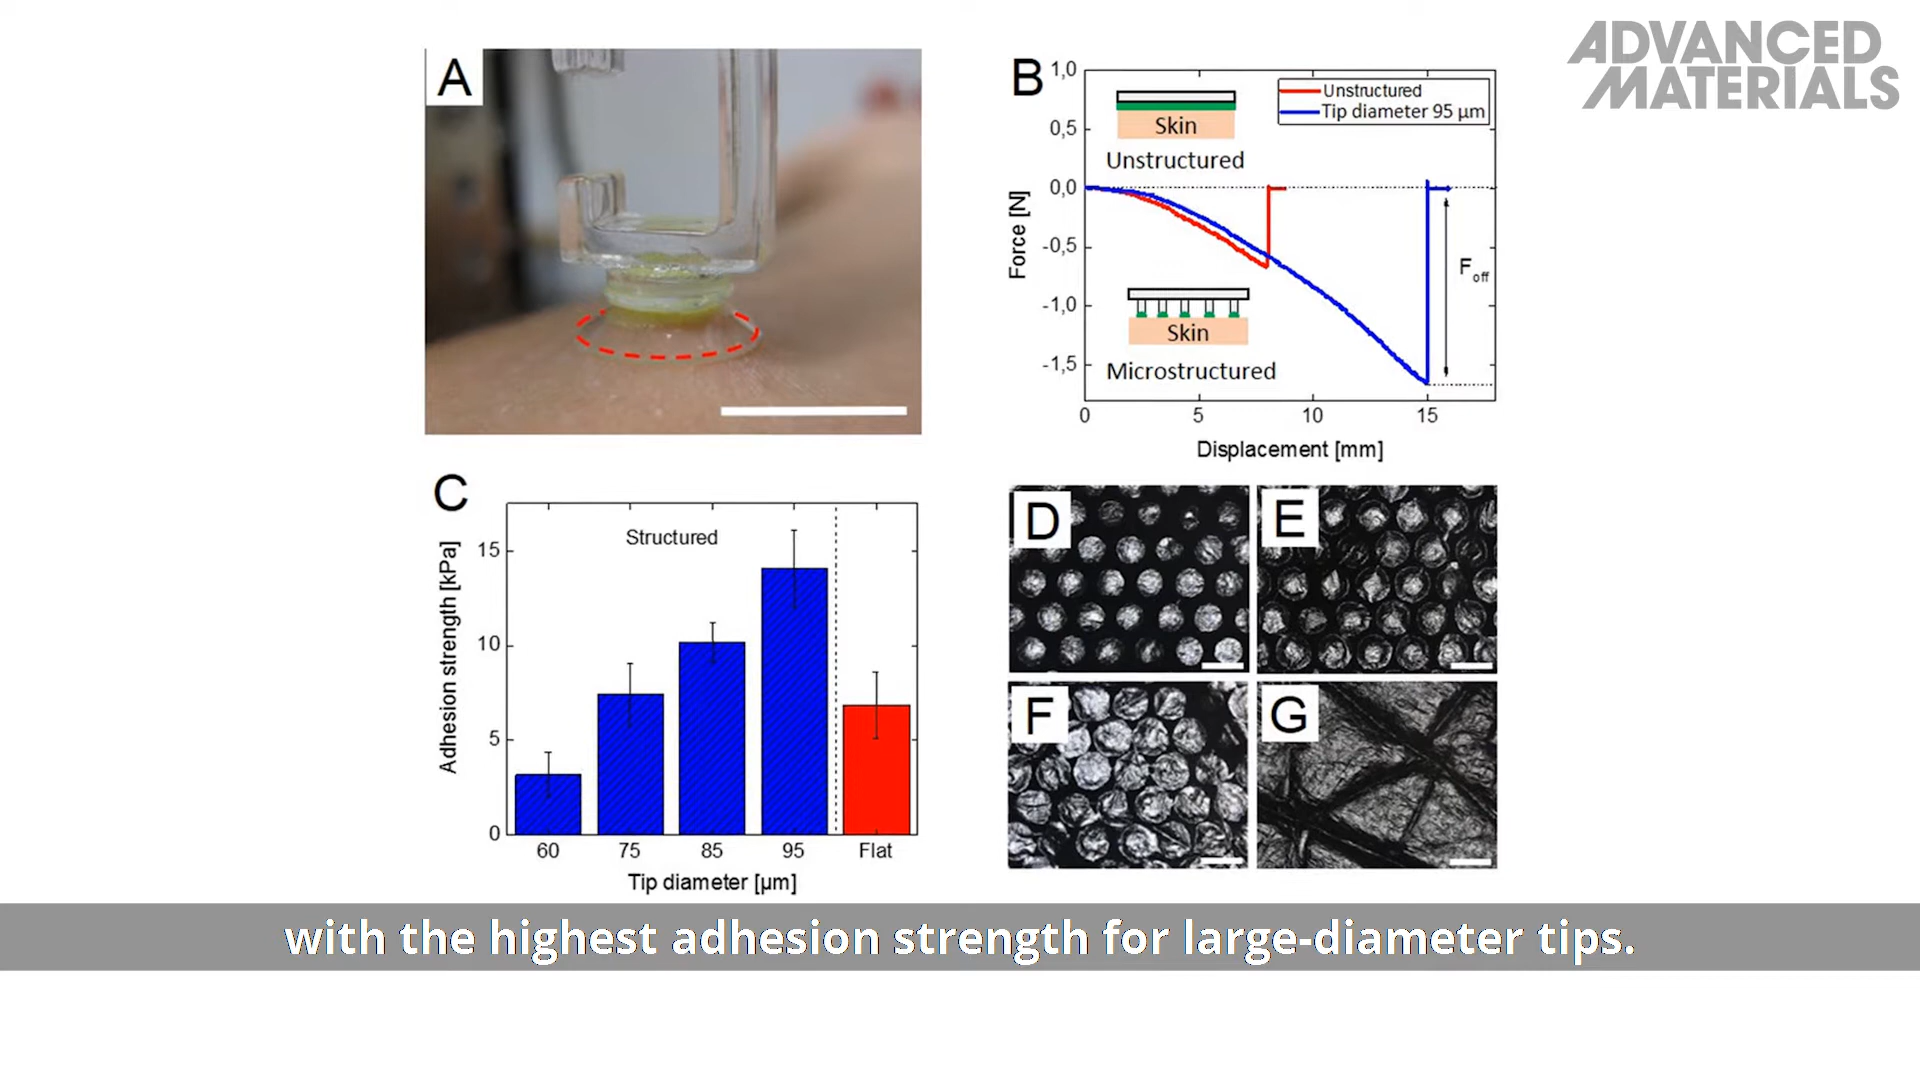 ADVANCED
MATERIALS
A
B
1,0
0,5
0,0
-0,5
-1,0
-1,5
Force [N]
Unstructured
Tip diameter 95 µm
Skin
Unstructured
Skin
Microstructured
Foff
0
5
10
15
Displacement [mm]
C
Structured
15
10
5
0
Adhesion strength [kPa]
60
75
85
95
Flat
Tip diameter [µm]
D
E
F
G
with the highest adhesion strength for large-diameter tips.